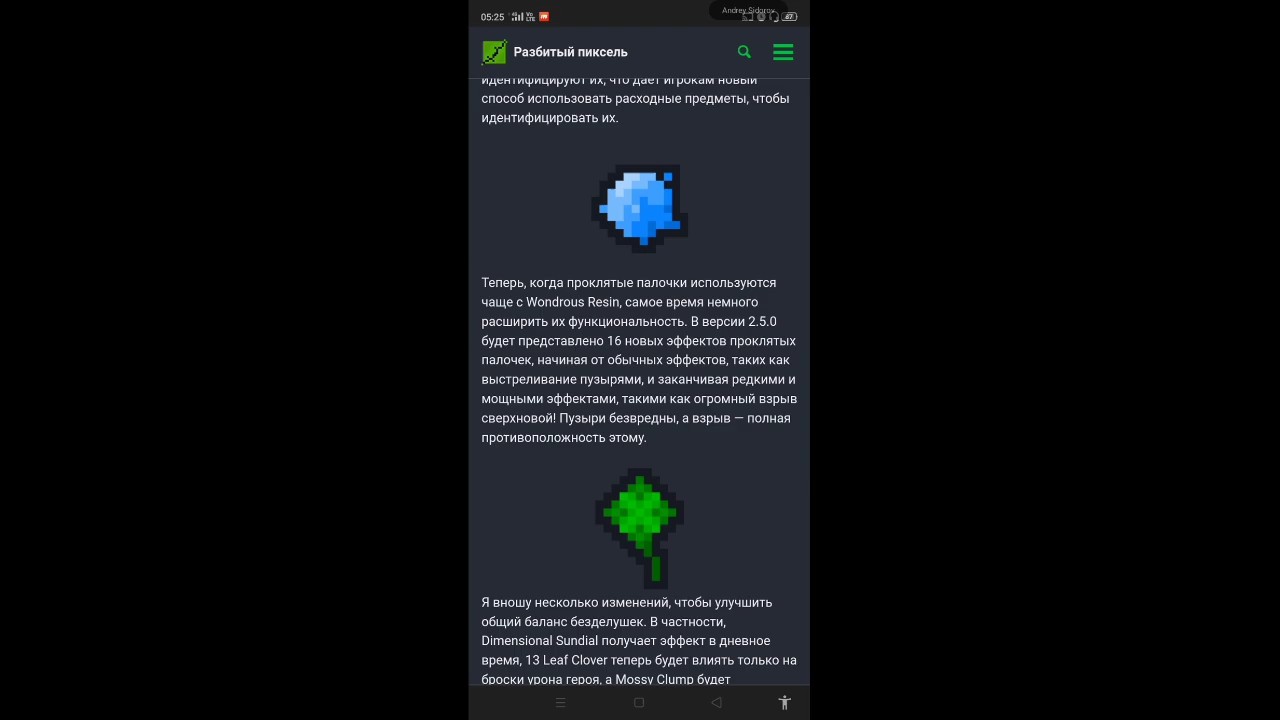 Andrey Sidorov
05:25
87
Разбитый пиксель
идентифицируют их, что дает игрокам новый
способ использовать расходные предметы, чтобы
идентифицировать их.
Теперь, когда проклятые палочки используются
чаще с Wondrous Resin, самое время немного
расширить их функциональность. В версии 2.5.0
будет представлено 16 новых эффектов проклятых
палочек, начиная от обычных эффектов, таких как
выстреливание пузырями, и заканчивая редкими и
мощными эффектами, такими как огромный взрыв
сверхновой! Пузыри безвредны, а взрыв — полная
противоположность этому.
Я вношу несколько изменений, чтобы улучшить
общий баланс безделушек. В частности,
Dimensional Sundial получает эффект в дневное
время, 13 Leaf Clover теперь будет влиять только на
броски урона героя, а Mossy Clump будет